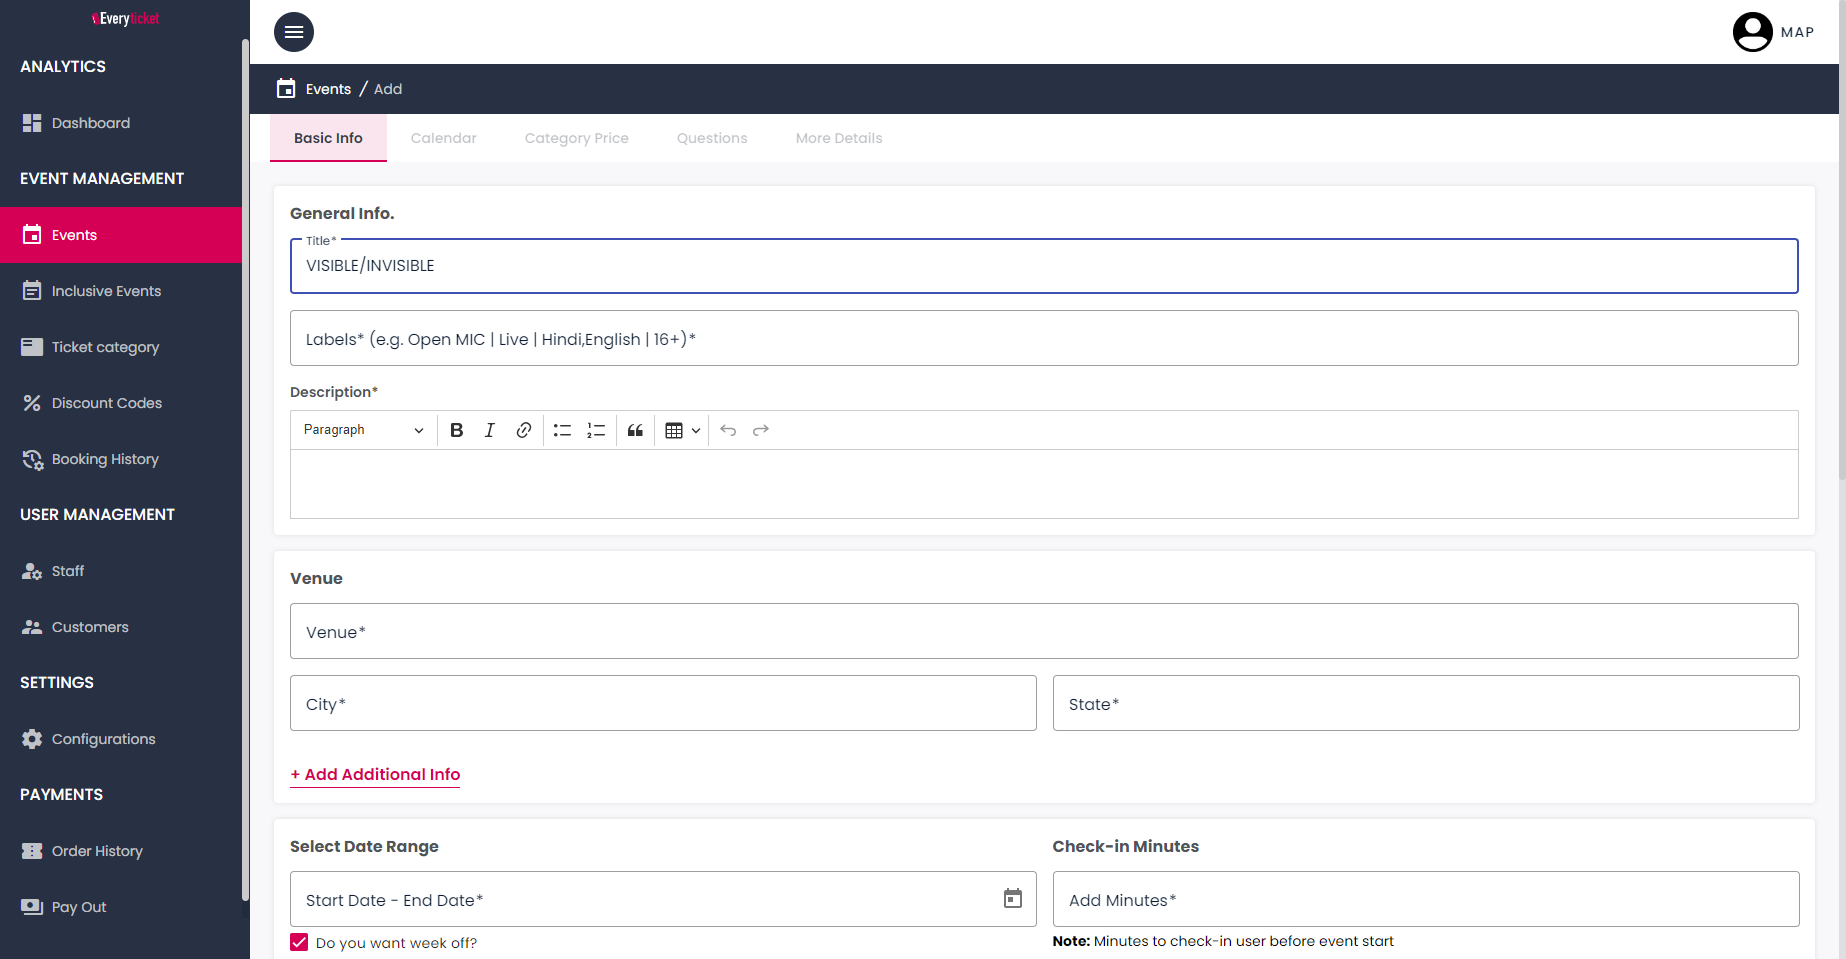 Everyticket
ANALYTICS
Dashboard
EVENT MANAGEMENT
Events
Inclusive Events
Ticket category
Discount Codes
Booking History
USER MANAGEMENT
Staff
Customers
SETTINGS
Configurations
PAYMENTS
Order History
Pay Out
MAP
Events / Add
Basic Info
Calendar
Category Price
Questions
More Details
General Info.
Title*
VISIBLE/INVISIBLE
Labels* (e.g. Open MIC | Live | Hindi,English | 16+)*
Description*
Paragraph
Venue
Venue*
City*
State*
+ Add Additional Info
Select Date Range
Start Date - End Date*
Do you want week off?
Check-in Minutes
Add Minutes*
Note: Minutes to check-in user before event start